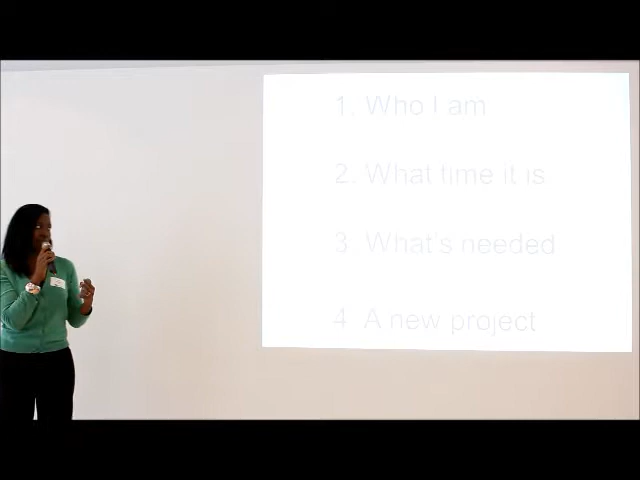 1. Who I am
2. What time it is
3. What's needed
4 A new project